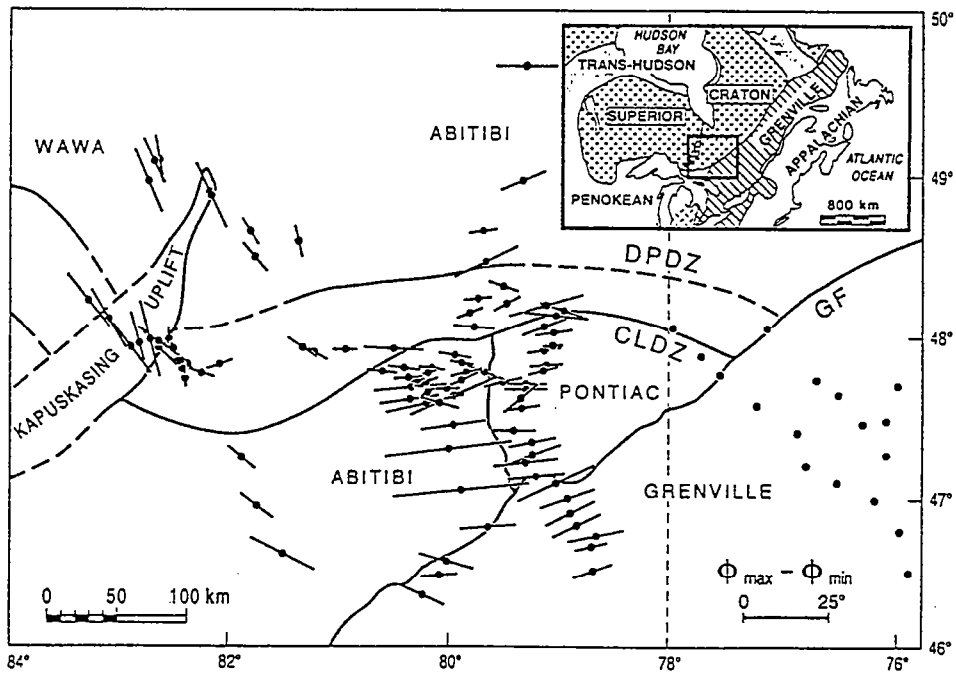 50°
HUDSON
BAY
TRANS-HUDSON
CRATON
SUPERIOR
GRENVILLE
APPALACHIAN
ATLANTIC
OCEAN
PENOKEAN
800 km
WAWA
ABITIBI
49°
UPLIFT
DPDZ
GF
48°
CLDZ
KAPUSKASING
PONTIAC
ABITIBI
47°
GRENVILLE
Φ max – Φ min
0 25°
0 50 100 km
46°
84° 82° 80° 78° 76°